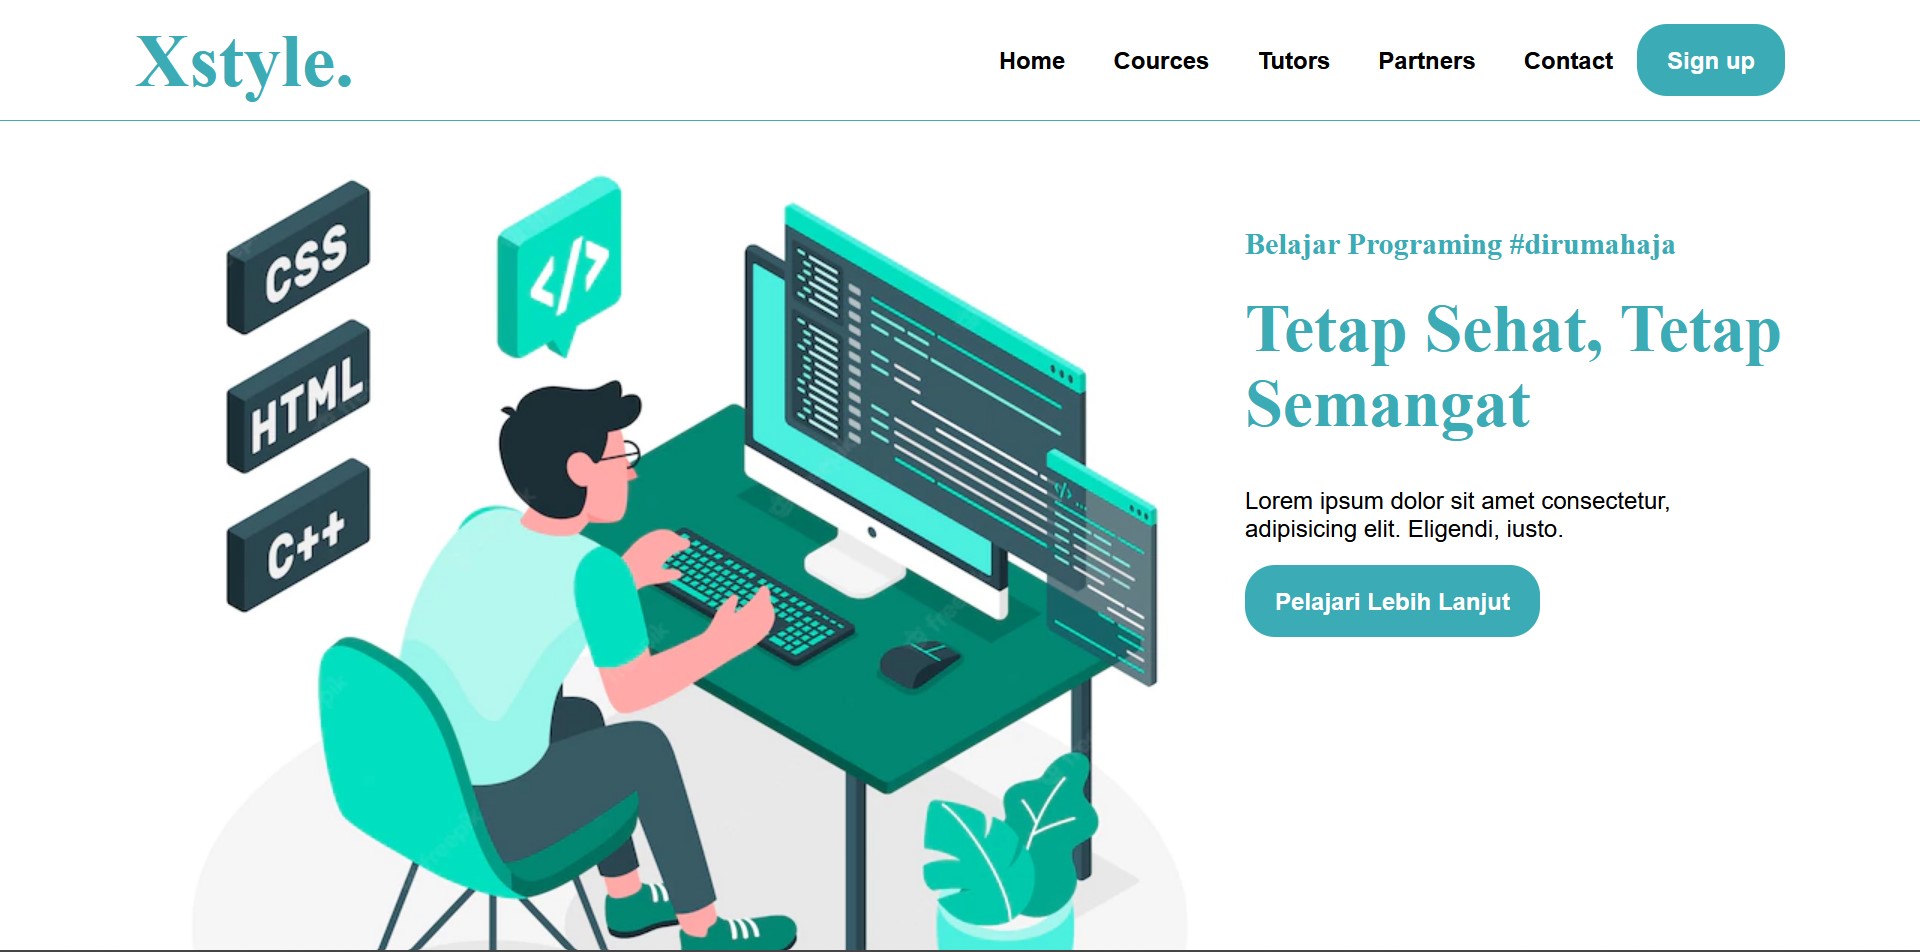 Xstyle.
Home Cources Tutors Partners Contact Sign up
CSS
</>
HTML
C++
</>
Belajar Programing #dirumahaja
Tetap Sehat, Tetap
Semangat
Lorem ipsum dolor sit amet consectetur,
adipisicing elit. Eligendi, iusto.
Pelajari Lebih Lanjut